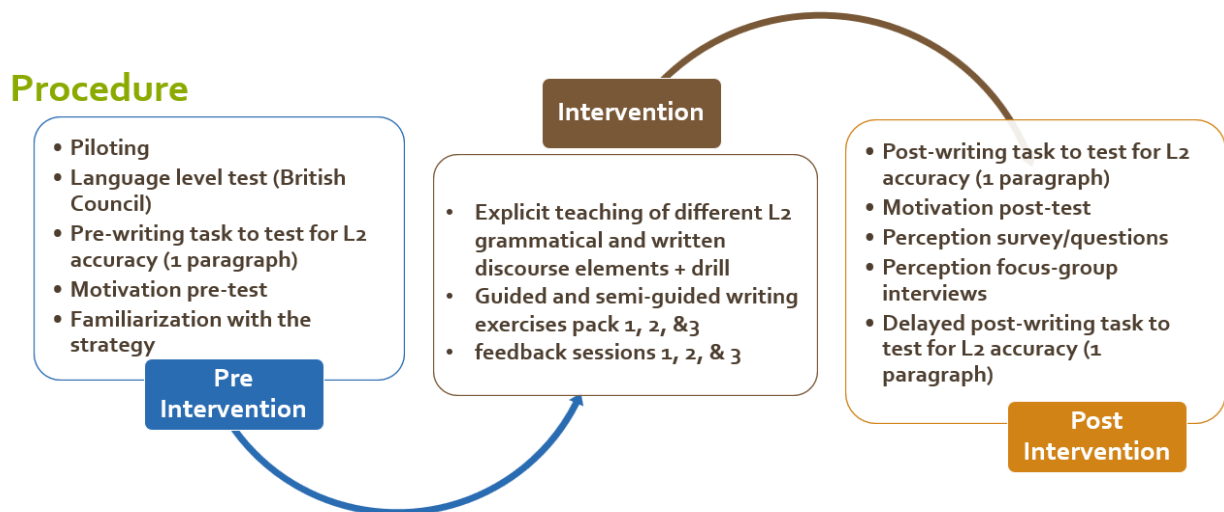 Procedure
• Piloting
• Language level test (British
Council)
• Pre-writing task to test for L2
accuracy (1 paragraph)
• Motivation pre-test
• Familiarization with the
strategy
Pre
Intervention
Intervention
• Explicit teaching of different L2
grammatical and written
discourse elements + drill
• Guided and semi-guided writing
exercises pack 1, 2, &3
• feedback sessions 1, 2, & 3
• Post-writing task to test for L2
accuracy (1 paragraph)
• Motivation post-test
• Perception survey/questions
• Perception focus-group
interviews
• Delayed post-writing task to
test for L2 accuracy (1
paragraph)
Post
Intervention